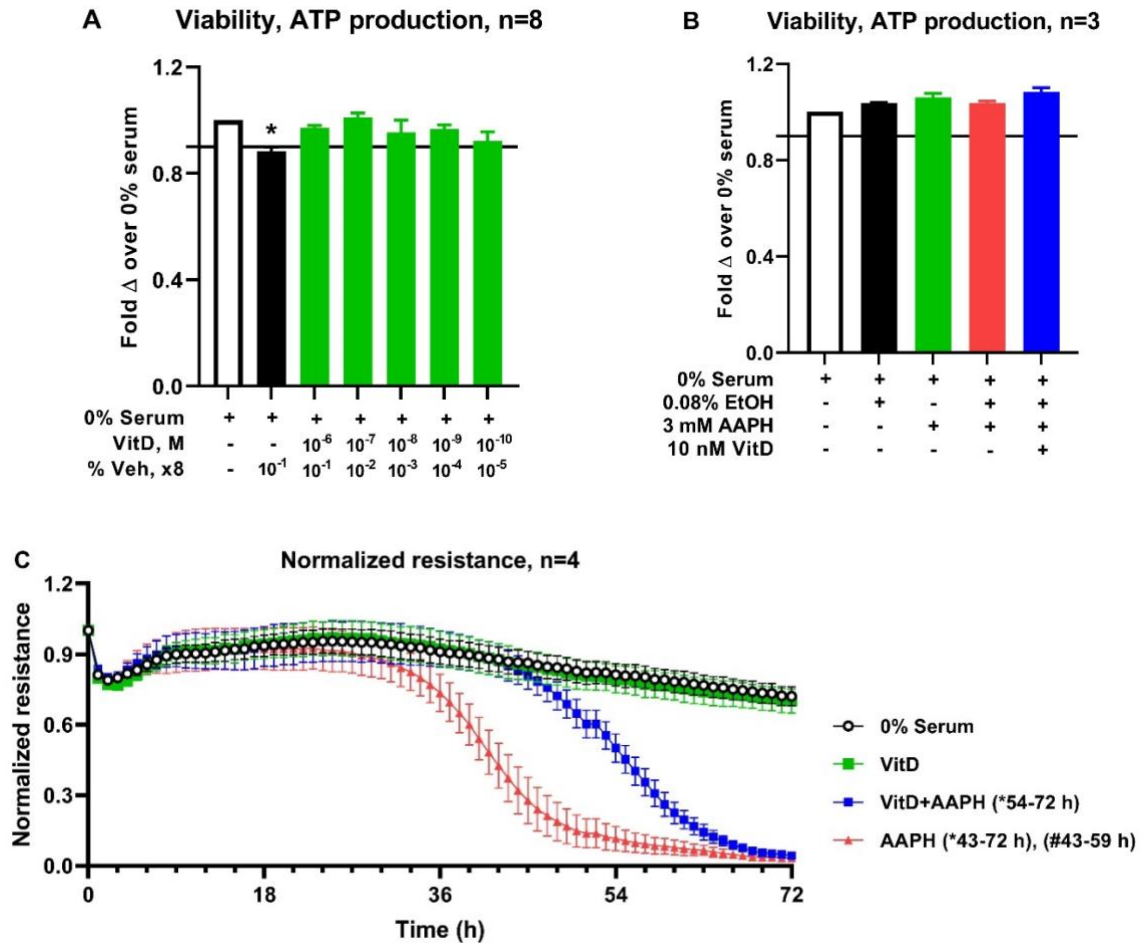 A Viability, ATP production, n=8
Fold Δ over 0% serum
1.2
0.8
0.4
0.0
*
0% Serum + + + + + + +
VitD, M - - 10⁻⁶ 10⁻⁷ 10⁻⁸ 10⁻⁹ 10⁻¹⁰
% Veh, x8 - 10⁻¹ 10⁻¹ 10⁻² 10⁻³ 10⁻⁴ 10⁻⁵
B Viability, ATP production, n=3
Fold Δ over 0% serum
1.2
0.8
0.4
0.0
0% Serum + + + + +
0.08% EtOH - + - + +
3 mM AAPH - - + + +
10 nM VitD - - - - +
C Normalized resistance, n=4
Normalized resistance
1.2
0.9
0.6
0.3
0.0
0 18 36 54 72
Time (h)
0% Serum
VitD
VitD+AAPH (*54-72 h)
AAPH (*43-72 h), (#43-59 h)